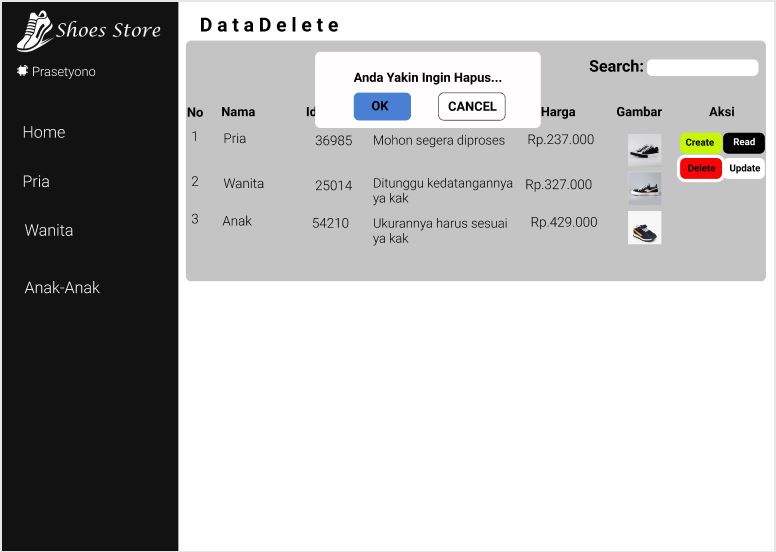 Shoes Store
Prasetyono
Home
Pria
Wanita
Anak-Anak
DataDelete
Anda Yakin Ingin Hapus...
OK CANCEL
Search:
No Nama Id Harga Gambar Aksi
1 Pria 36985 Mohon segera diproses Rp.237.000 Create Read
Delete Update
2 Wanita 25014 Ditunggu kedatangannya Rp.327.000
ya kak
3 Anak 54210 Ukurannya harus sesuai Rp.429.000
ya kak